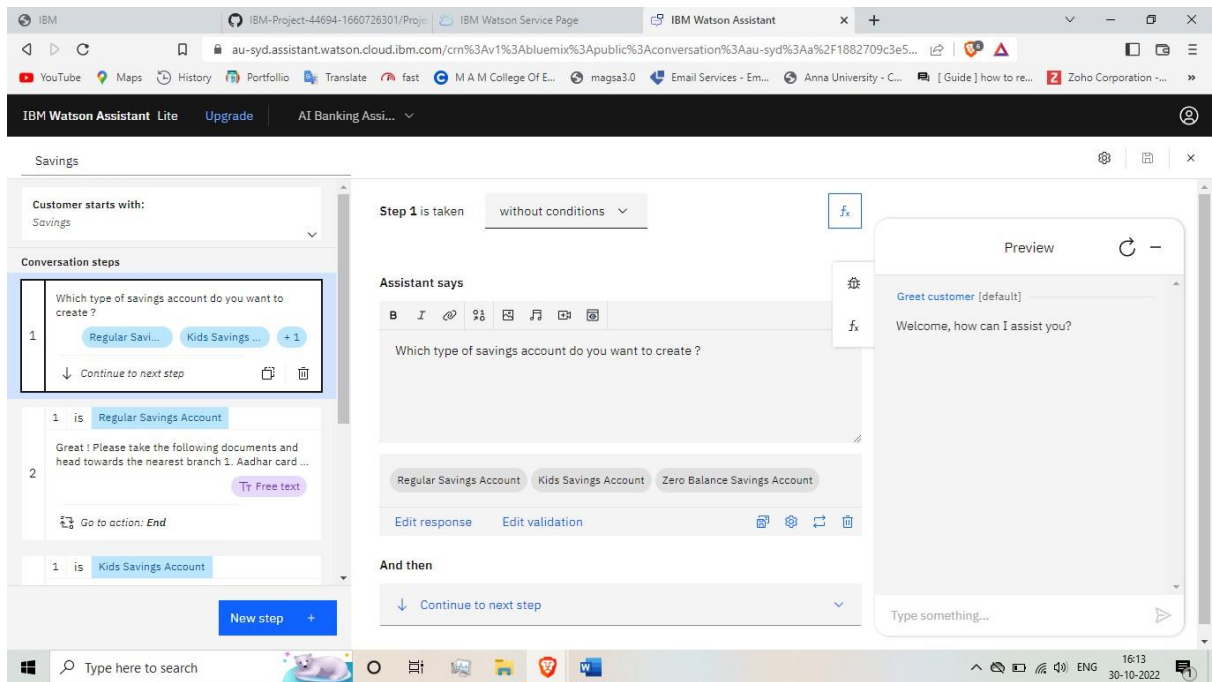 IBM
IBM-Project-44694-1660726301/Proje
IBM Watson Service Page
IBM Watson Assistant
au-syd.assistant.watson.cloud.ibm.com/crn%3Av1%3Abluemix%3Apublic%3Aconversation%3Aau-syd%3Aa%2F1882709c3e5...
YouTube
Maps
History
Portfolio
Translate
fast
M A M College Of E...
magsa3.0
Email Services - Em...
Anna University - C...
[ Guide ] how to re...
Zoho Corporation -...
IBM Watson Assistant Lite
Upgrade
AI Banking Assi...
Savings
Customer starts with:
Savings
Conversation steps
1
Which type of savings account do you want to
create ?
Regular Savi...
Kids Savings ...
+ 1
Continue to next step
2
1 is Regular Savings Account
Great ! Please take the following documents and
head towards the nearest branch 1. Aadhar card ...
Tт Free text
Go to action: End
1 is Kids Savings Account
New step +
Step 1 is taken
without conditions
fx
Assistant says
B I
Which type of savings account do you want to create ?
Regular Savings Account
Kids Savings Account
Zero Balance Savings Account
Edit response
Edit validation
And then
Continue to next step
fx
Preview
Greet customer [default]
Welcome, how can I assist you?
Type something...
Type here to search
ENG
16:13
30-10-2022